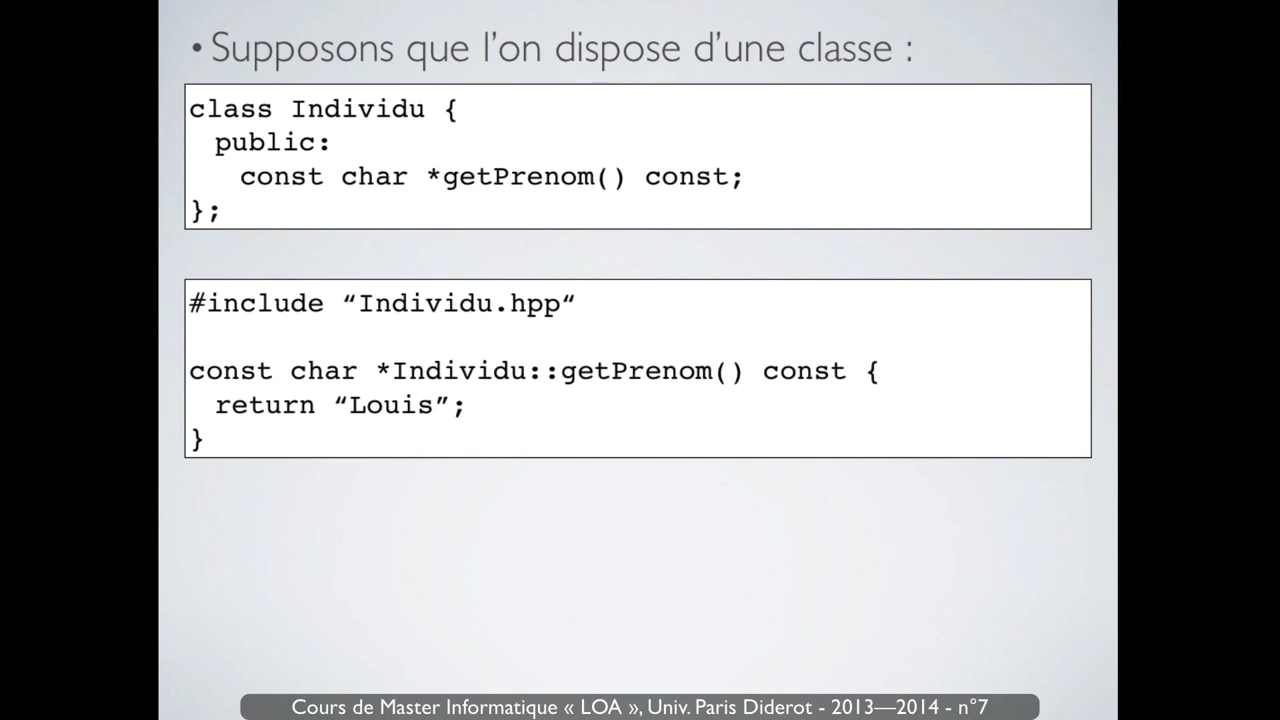 • Supposons que l’on dispose d’une classe :
class Individu {
public:
const char *getPrenom() const;
};
#include “Individu.hpp“
const char *Individu::getPrenom() const {
return “Louis”;
}
Cours de Master Informatique « LOA », Univ. Paris Diderot - 2013—2014 - n°7